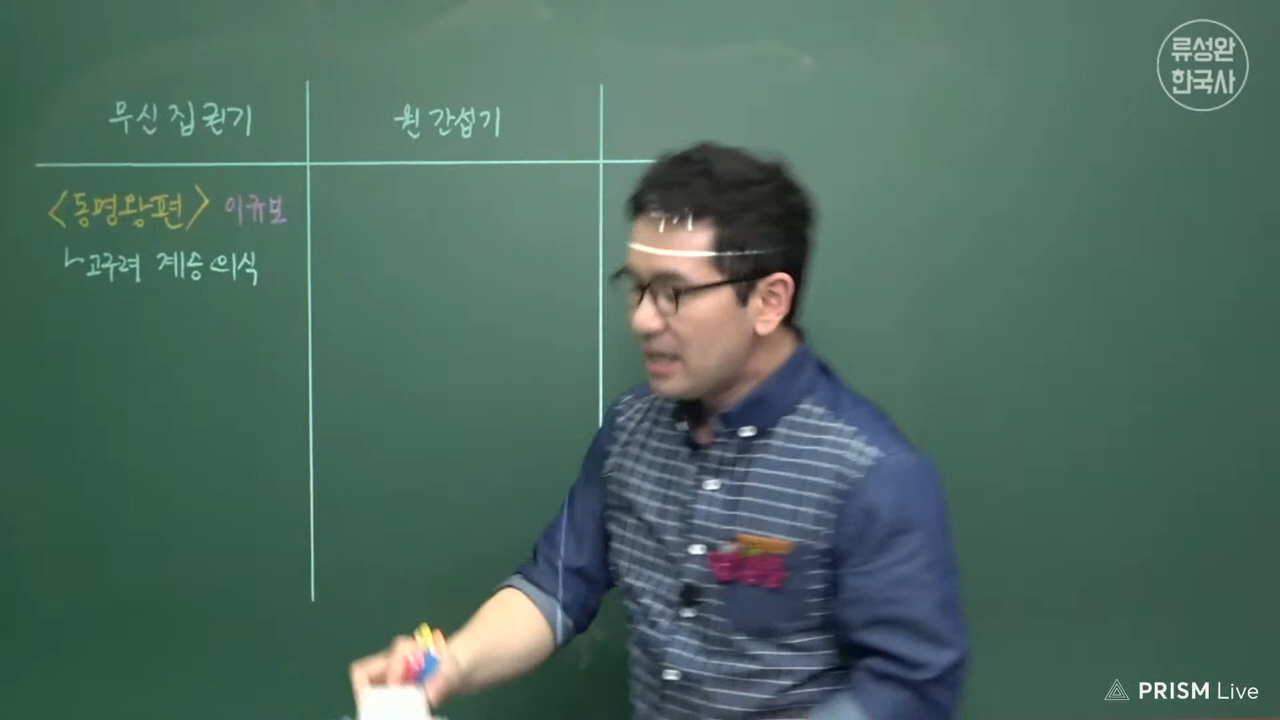 류성완
한국사
무신 집권기
원 간섭기
<동명왕편> 이규보
고구려 계승 의식
PRISM Live